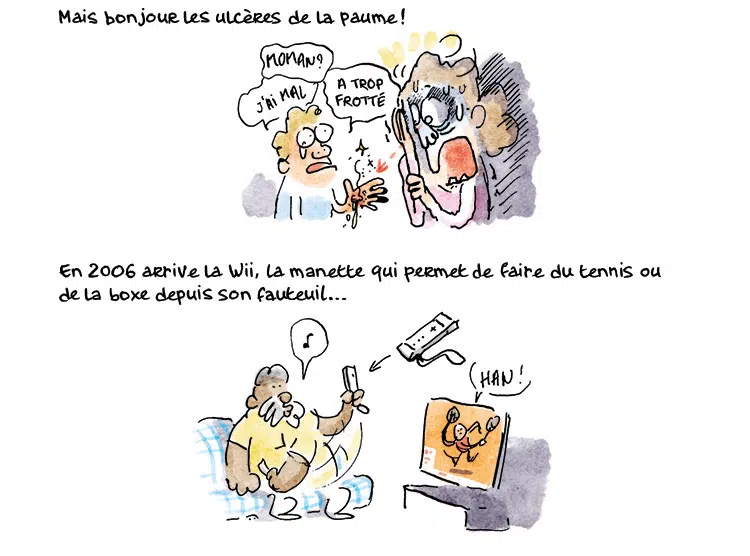 Mais bonjour les ulcères de la paume !
MOMAN ?
J'AI MAL
A TROP
FROTTÉ
En 2006 arrive la Wii, la manette qui permet de faire du tennis ou
de la boxe depuis son fauteuil...
HAN !